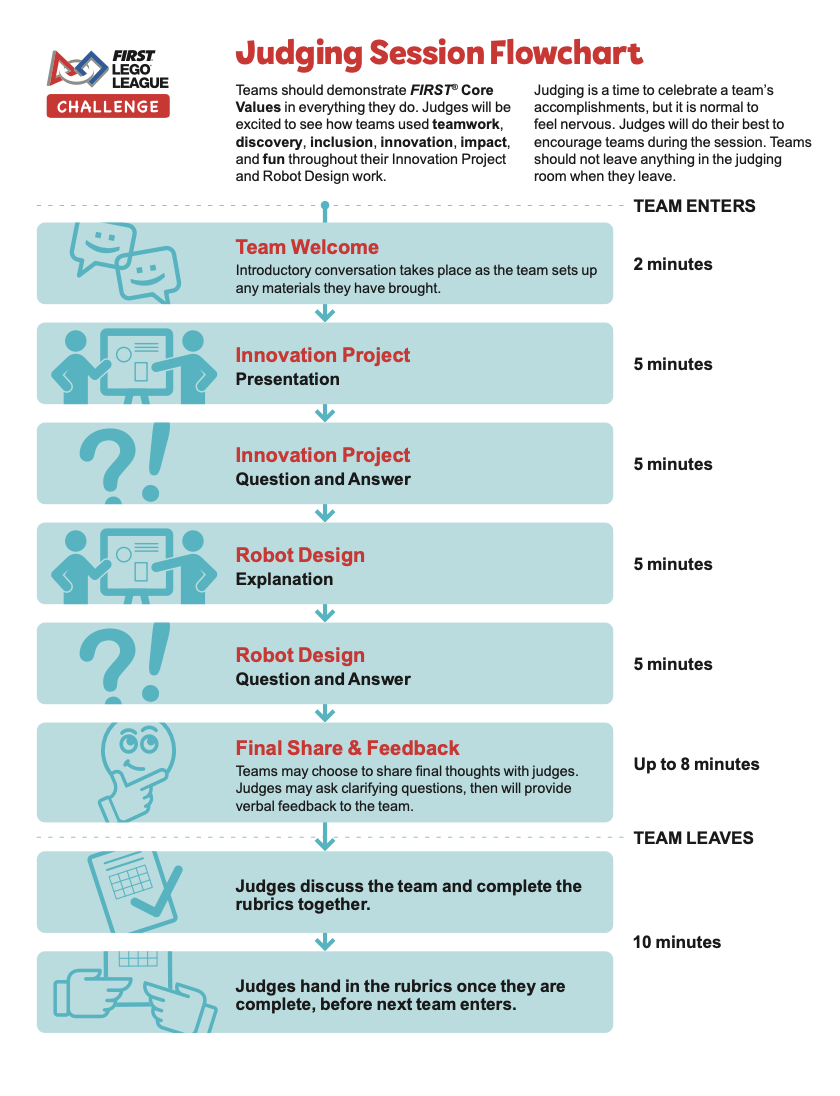 FIRST
LEGO
LEAGUE
CHALLENGE
Judging Session Flowchart
Teams should demonstrate FIRST® Core
Values in everything they do. Judges will be
excited to see how teams used teamwork,
discovery, inclusion, innovation, impact,
and fun throughout their Innovation Project
and Robot Design work.
Judging is a time to celebrate a team’s
accomplishments, but it is normal to
feel nervous. Judges will do their best to
encourage teams during the session. Teams
should not leave anything in the judging
room when they leave.
TEAM ENTERS
Team Welcome
Introductory conversation takes place as the team sets up
any materials they have brought.
2 minutes
Innovation Project
Presentation
5 minutes
Innovation Project
Question and Answer
5 minutes
Robot Design
Explanation
5 minutes
Robot Design
Question and Answer
5 minutes
Final Share & Feedback
Teams may choose to share final thoughts with judges.
Judges may ask clarifying questions, then will provide
verbal feedback to the team.
Up to 8 minutes
TEAM LEAVES
Judges discuss the team and complete the
rubrics together.
10 minutes
Judges hand in the rubrics once they are
complete, before next team enters.